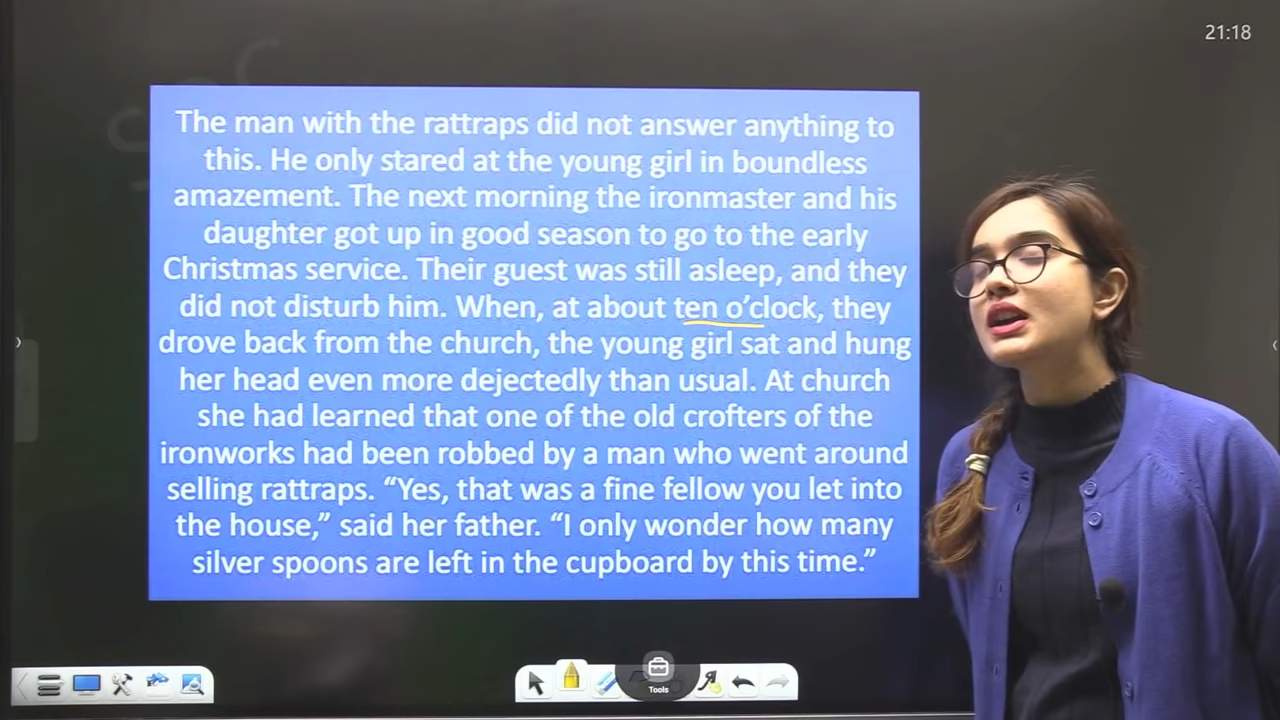 21:18
The man with the rattraps did not answer anything to
this. He only stared at the young girl in boundless
amazement. The next morning the ironmaster and his
daughter got up in good season to go to the early
Christmas service. Their guest was still asleep, and they
did not disturb him. When, at about ten o’clock, they
drove back from the church, the young girl sat and hung
her head even more dejectedly than usual. At church
she had learned that one of the old crofters of the
ironworks had been robbed by a man who went around
selling rattraps. “Yes, that was a fine fellow you let into
the house,” said her father. “I only wonder how many
silver spoons are left in the cupboard by this time.”
Tools